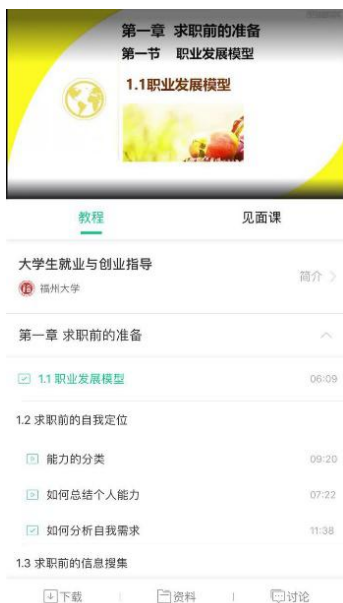 第一章 求职前的准备
第一节 职业发展模型
1.1职业发展模型
教程 见面课
大学生就业与创业指导
福州大学
简介
第一章 求职前的准备
1.1 职业发展模型 06:09
1.2 求职前的自我定位
能力的分类 09:20
如何总结个人能力 07:22
如何分析自我需求 11:38
1.3 求职前的信息搜集
下载 资料 讨论